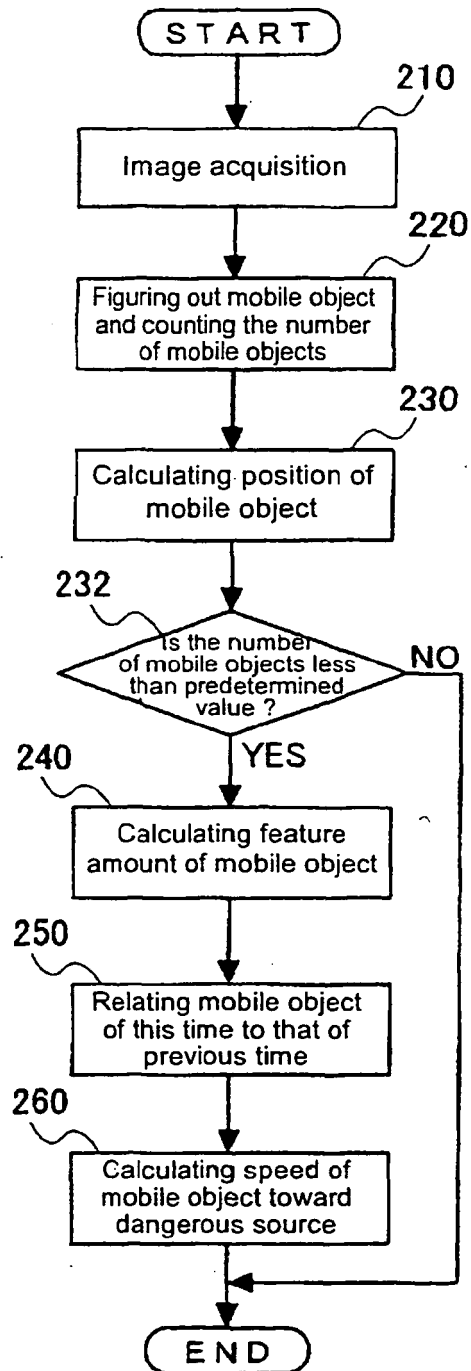 START
210
Image acquisition
220
Figuring out mobile object
and counting the number
of mobile objects
230
Calculating position of
mobile object
232
Is the number
of mobile objects less
than predetermined
value ?
NO
YES
240
Calculating feature
amount of mobile object
250
Relating mobile object
of this time to that of
previous time
260
Calculating speed of
mobile object toward
dangerous source
END